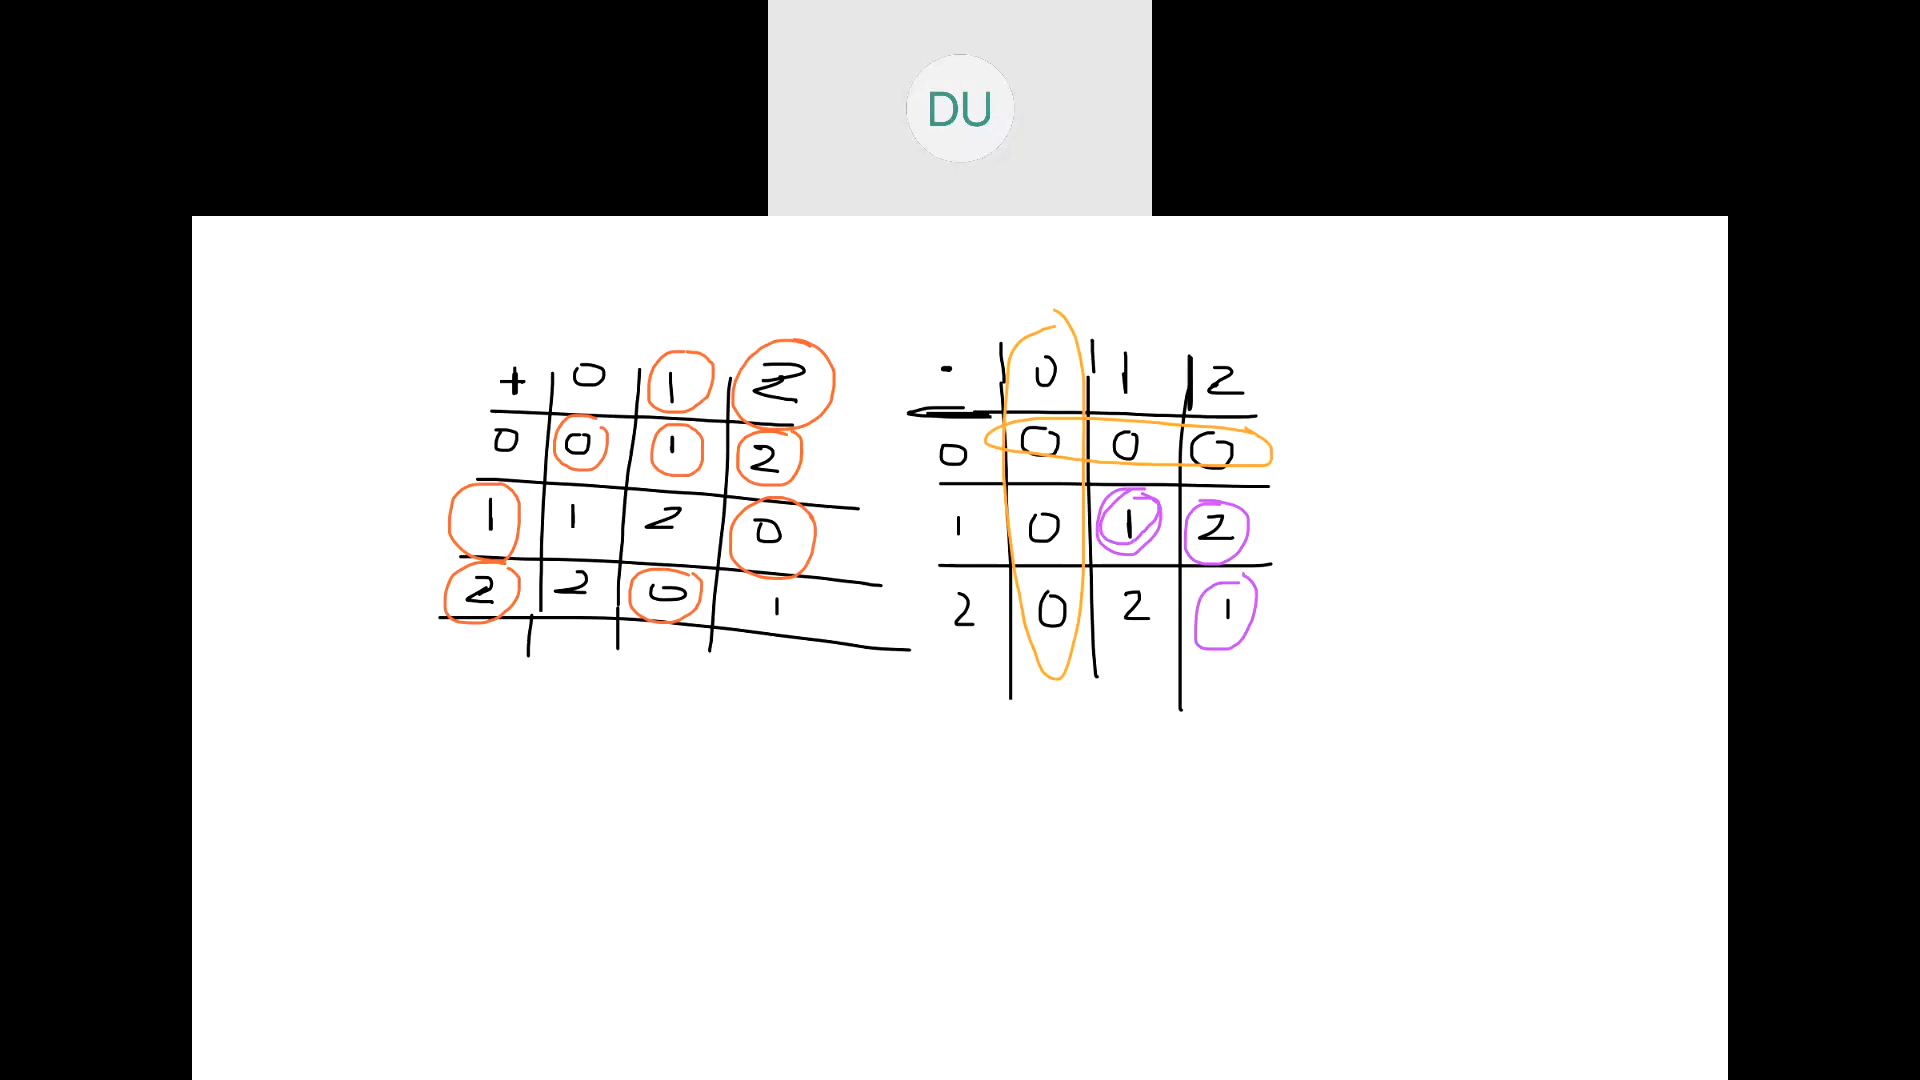 DU
+ 0 1 2
0 0 1 2
1 1 2 0
2 2 0 1
· 0 1 2
0 0 0 0
1 0 1 2
2 0 2 1